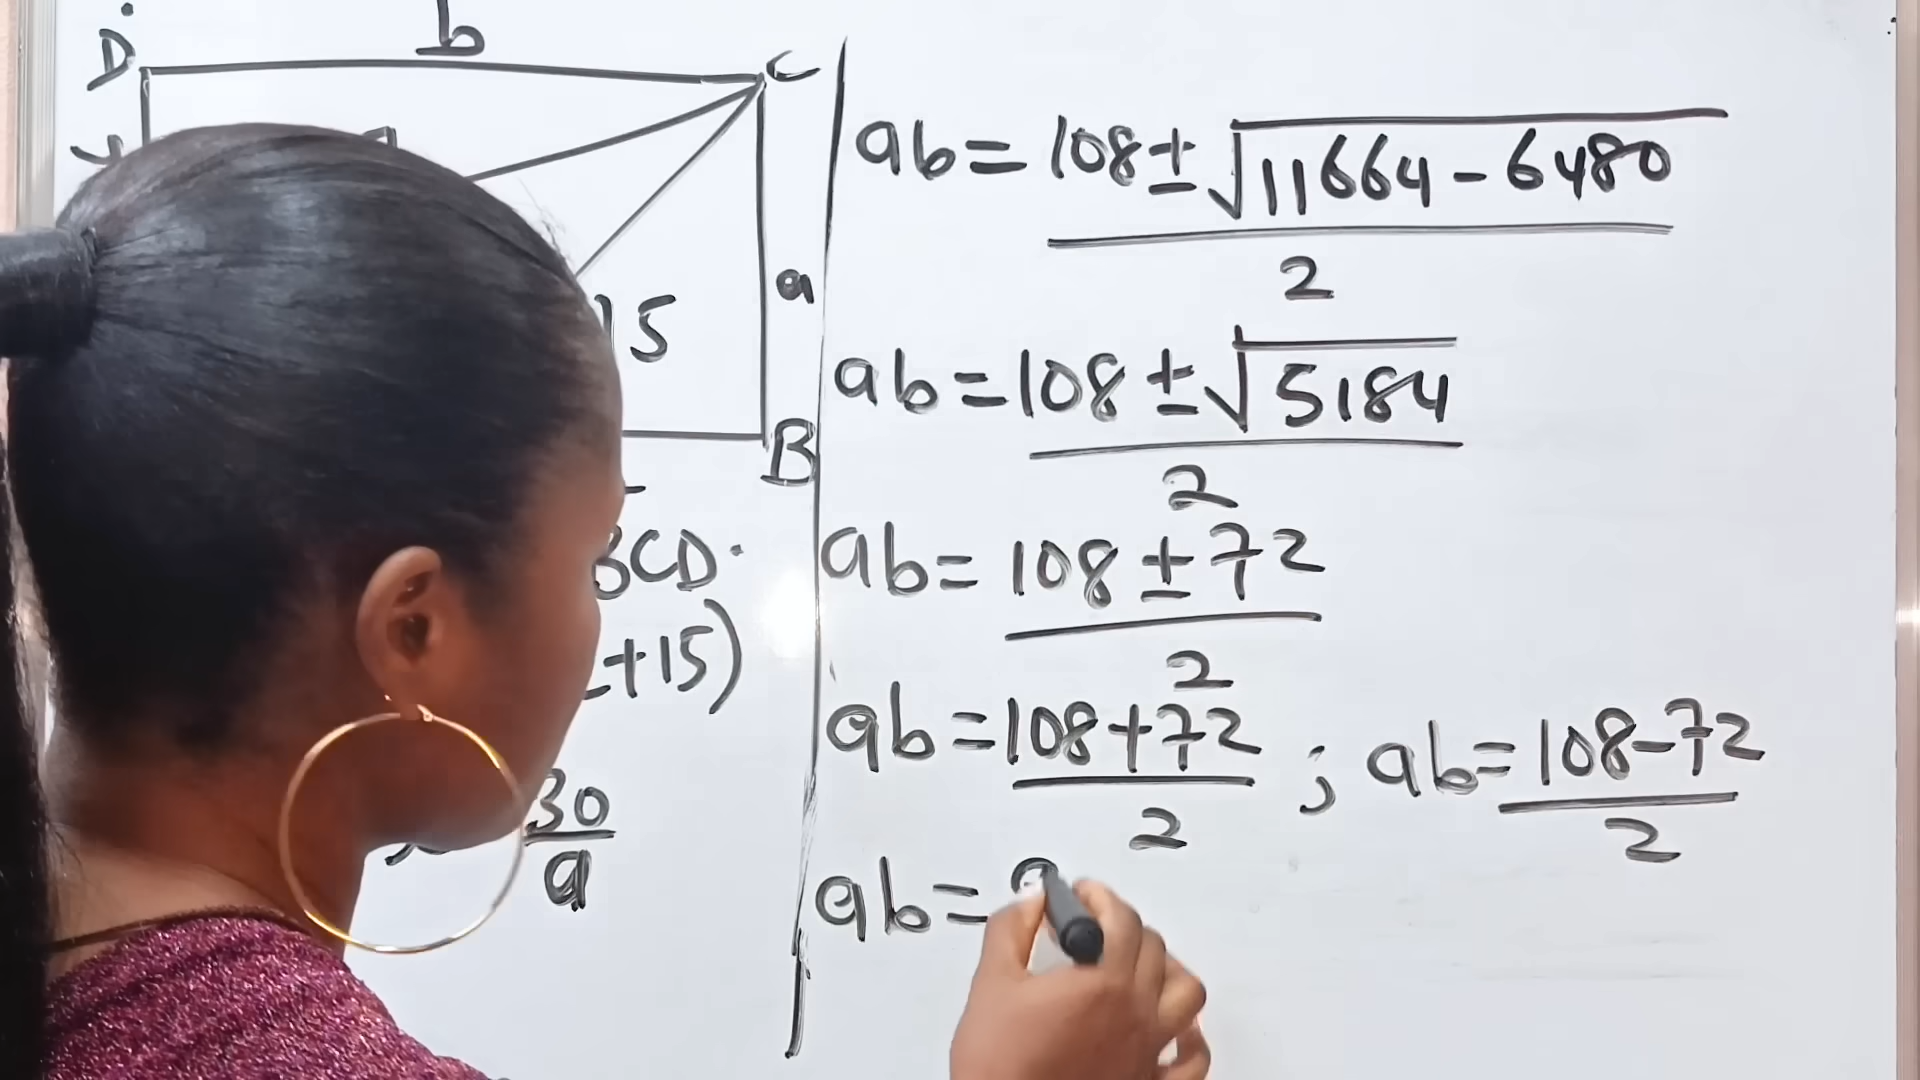 D b C
a
15
B
BCD.
+15)
30
a
ab = 108 ± √11664 - 6480
2
ab = 108 ± √5184
2
ab = 108 ± 72
2
ab = 108 + 72 ; ab = 108 - 72
2 2
ab =